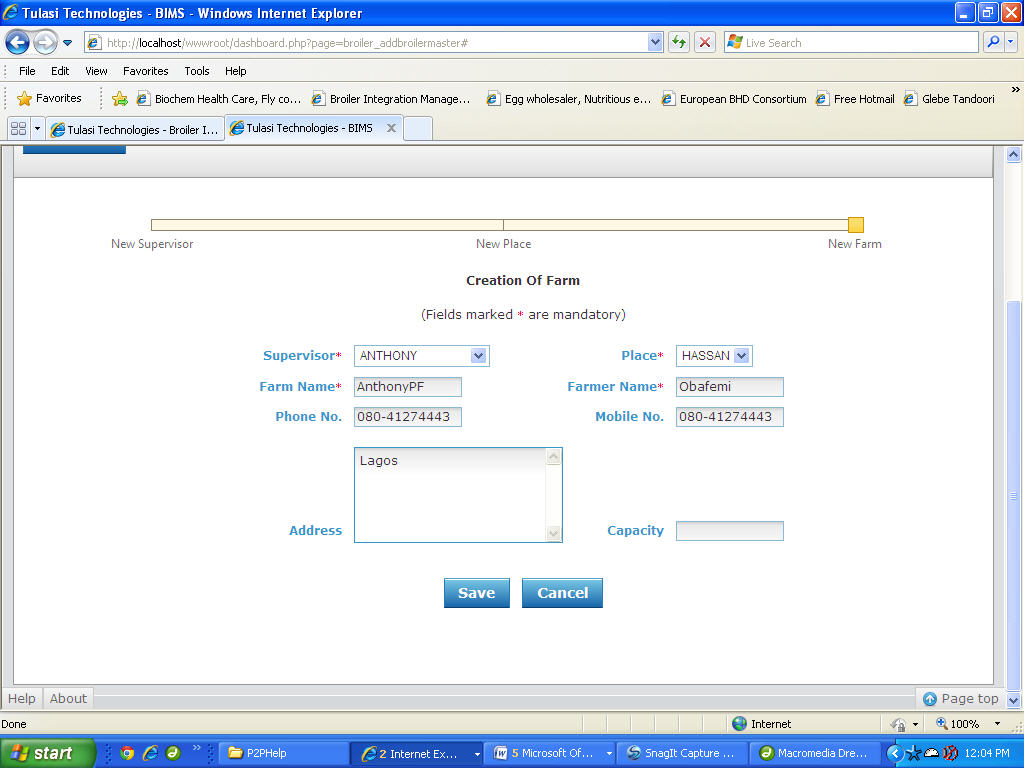 Tulasi Technologies - BIMS - Windows Internet Explorer
http://localhost/wwwroot/dashboard.php?page=broiler_addbroilermaster#
Live Search
File Edit View Favorites Tools Help
Favorites Biochem Health Care, Fly co... Broiler Integration Manage... Egg wholesaler, Nutritious e... European BHD Consortium Free Hotmail Glebe Tandoori »
Tulasi Technologies - Broiler I... Tulasi Technologies - BIMS X
New Supervisor New Place New Farm
Creation Of Farm
(Fields marked * are mandatory)
Supervisor* ANTHONY Place* HASSAN
Farm Name* AnthonyPF Farmer Name* Obafemi
Phone No. 080-41274443 Mobile No. 080-41274443
Lagos
Address Capacity
Save Cancel
Help About Page top
Done Internet 100%
start » P2PHelp 2 Internet Ex... 5 Microsoft Of... SnagIt Capture ... Macromedia Dre... 12:04 PM